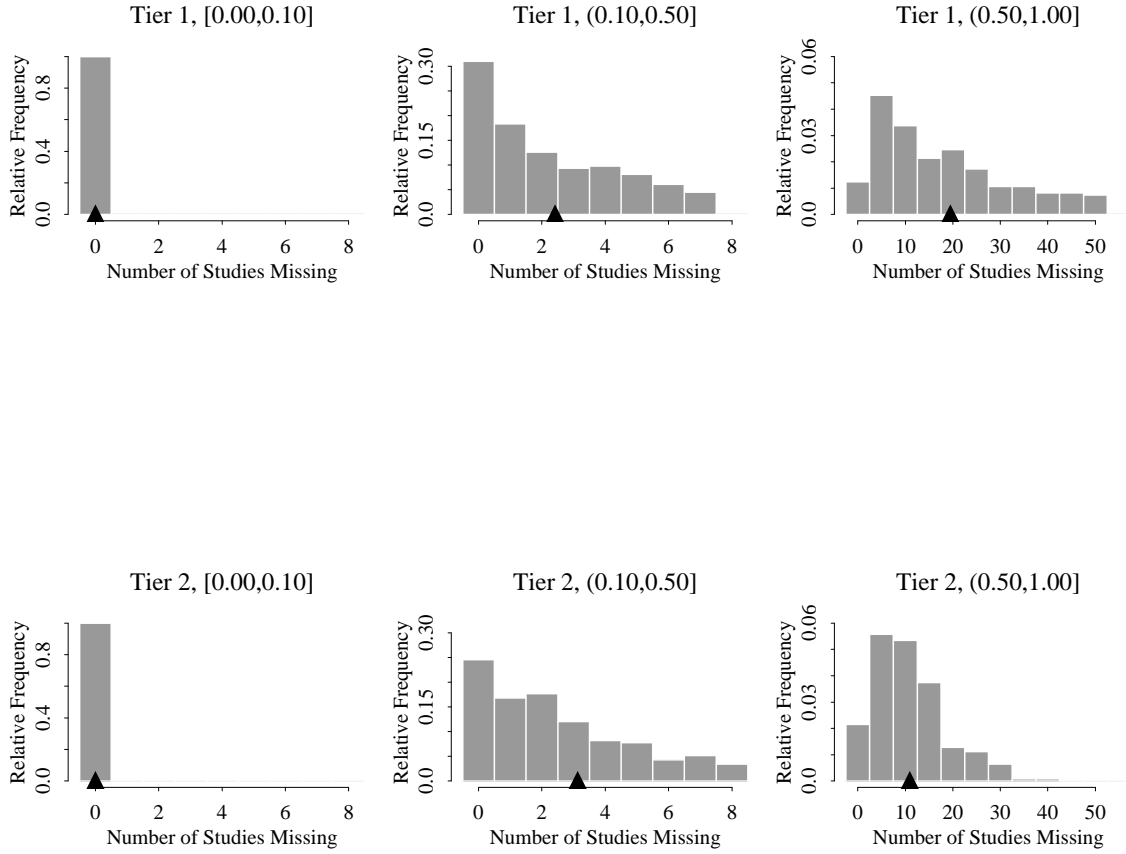 Tier 1, [0.00,0.10]
Relative Frequency
0.0 0.4 0.8
0 2 4 6 8
Number of Studies Missing
Tier 1, (0.10,0.50]
Relative Frequency
0.0 0.15 0.30
0 2 4 6 8
Number of Studies Missing
Tier 1, (0.50,1.00]
Relative Frequency
0.0 0.03 0.06
0 10 20 30 40 50
Number of Studies Missing
Tier 2, [0.00,0.10]
Relative Frequency
0.0 0.4 0.8
0 2 4 6 8
Number of Studies Missing
Tier 2, (0.10,0.50]
Relative Frequency
0.0 0.15 0.30
0 2 4 6 8
Number of Studies Missing
Tier 2, (0.50,1.00]
Relative Frequency
0.0 0.03 0.06
0 10 20 30 40 50
Number of Studies Missing